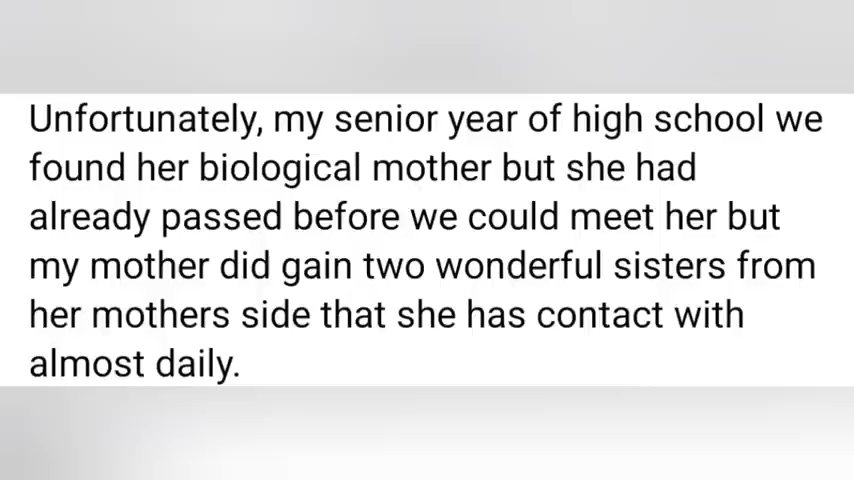 Unfortunately, my senior year of high school we
found her biological mother but she had
already passed before we could meet her but
my mother did gain two wonderful sisters from
her mothers side that she has contact with
almost daily.